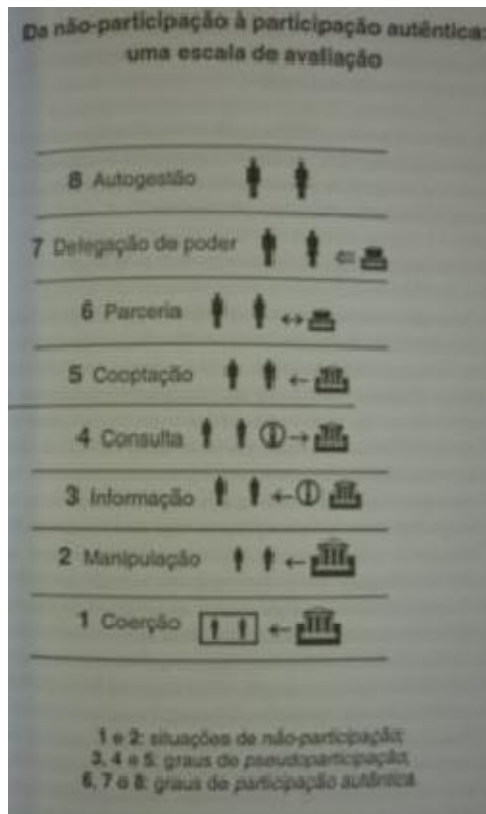 Da não-participação à participação autêntica:
uma escala de avaliação
8 Autogestão
7 Delegação de poder
6 Parceria
5 Cooptação
4 Consulta
3 Informação
2 Manipulação
1 Coerção
1 e 2: situações de não-participação;
3, 4 e 5: graus de pseudoparticipação;
6, 7 e 8: graus de participação autêntica.